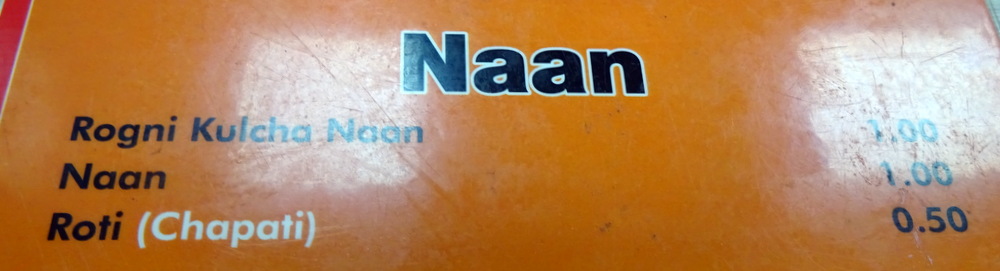 Naan
Rogni Kulcha Naan 1.00
Naan 1.00
Roti (Chapati) 0.50